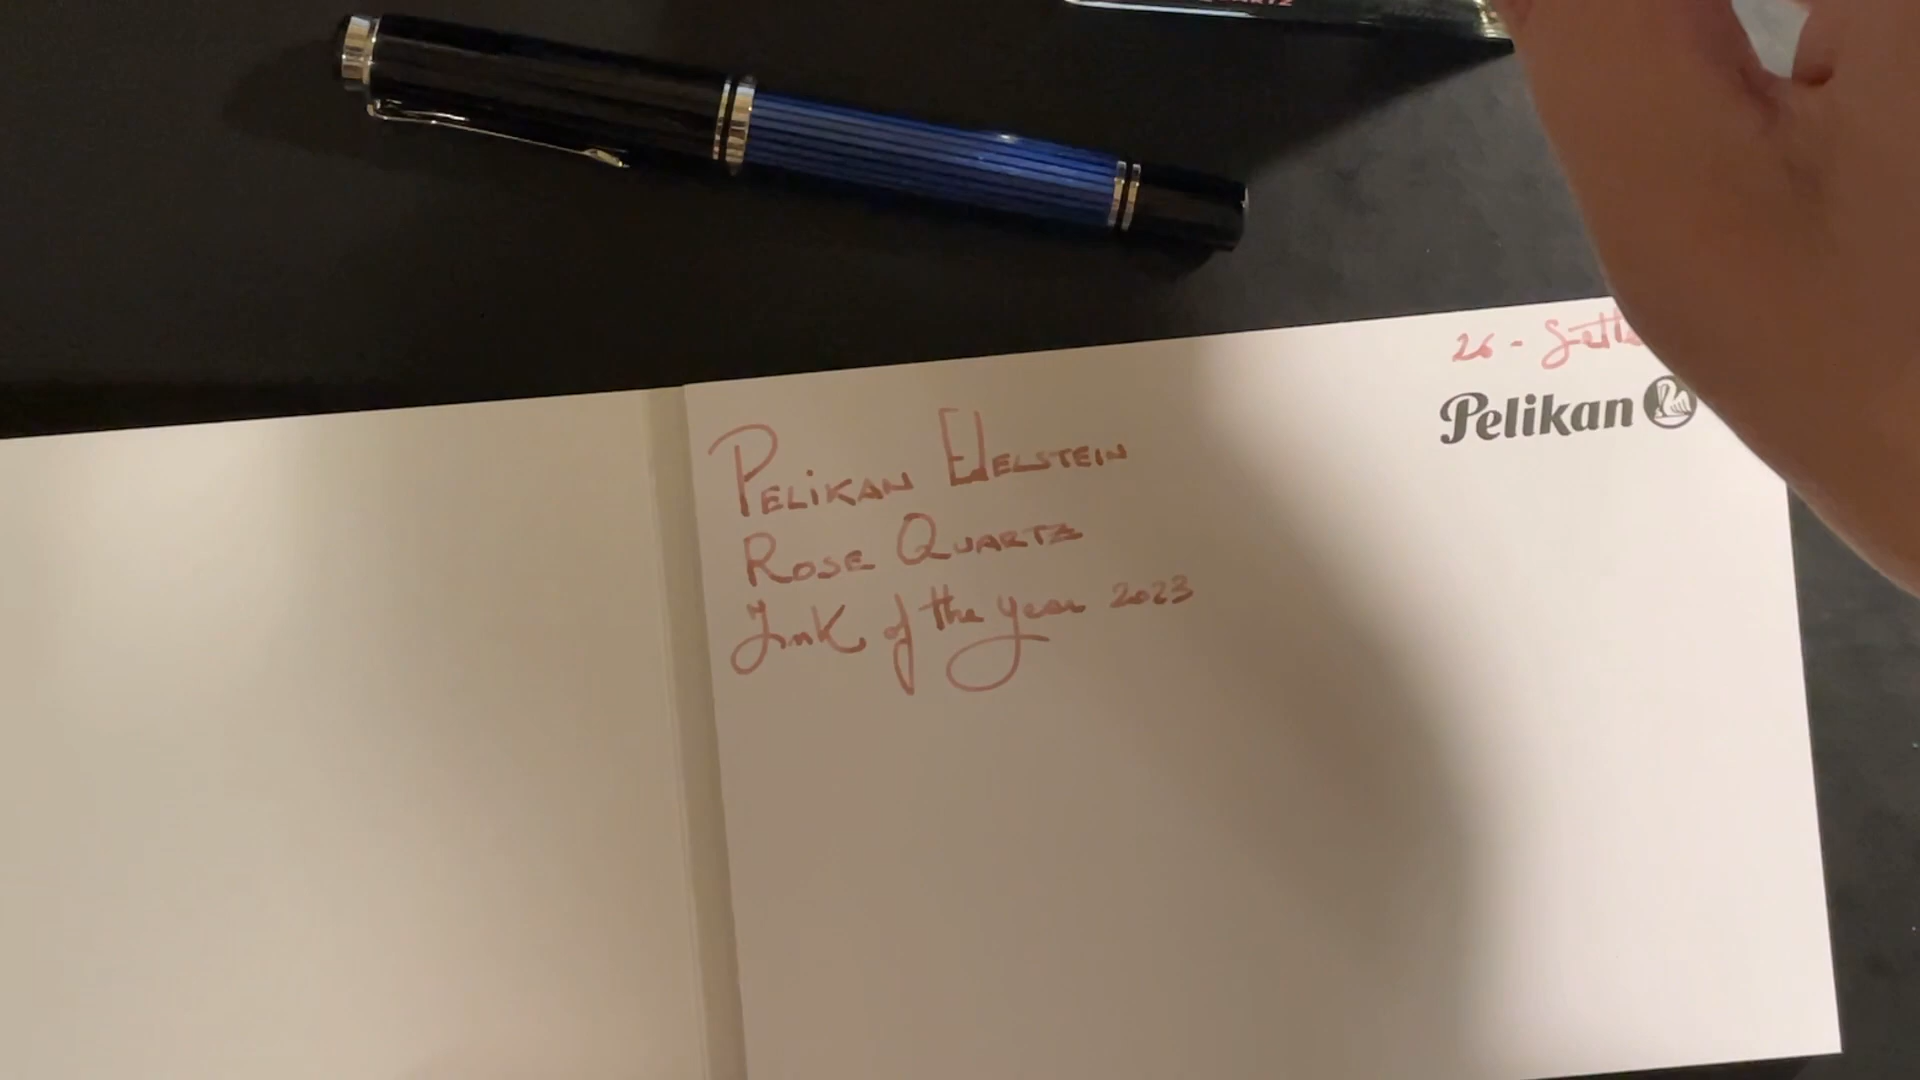 26 -
Pelikan
PELIKAN EDELSTEIN
ROSE QUARTZ
Ink of the year 2023